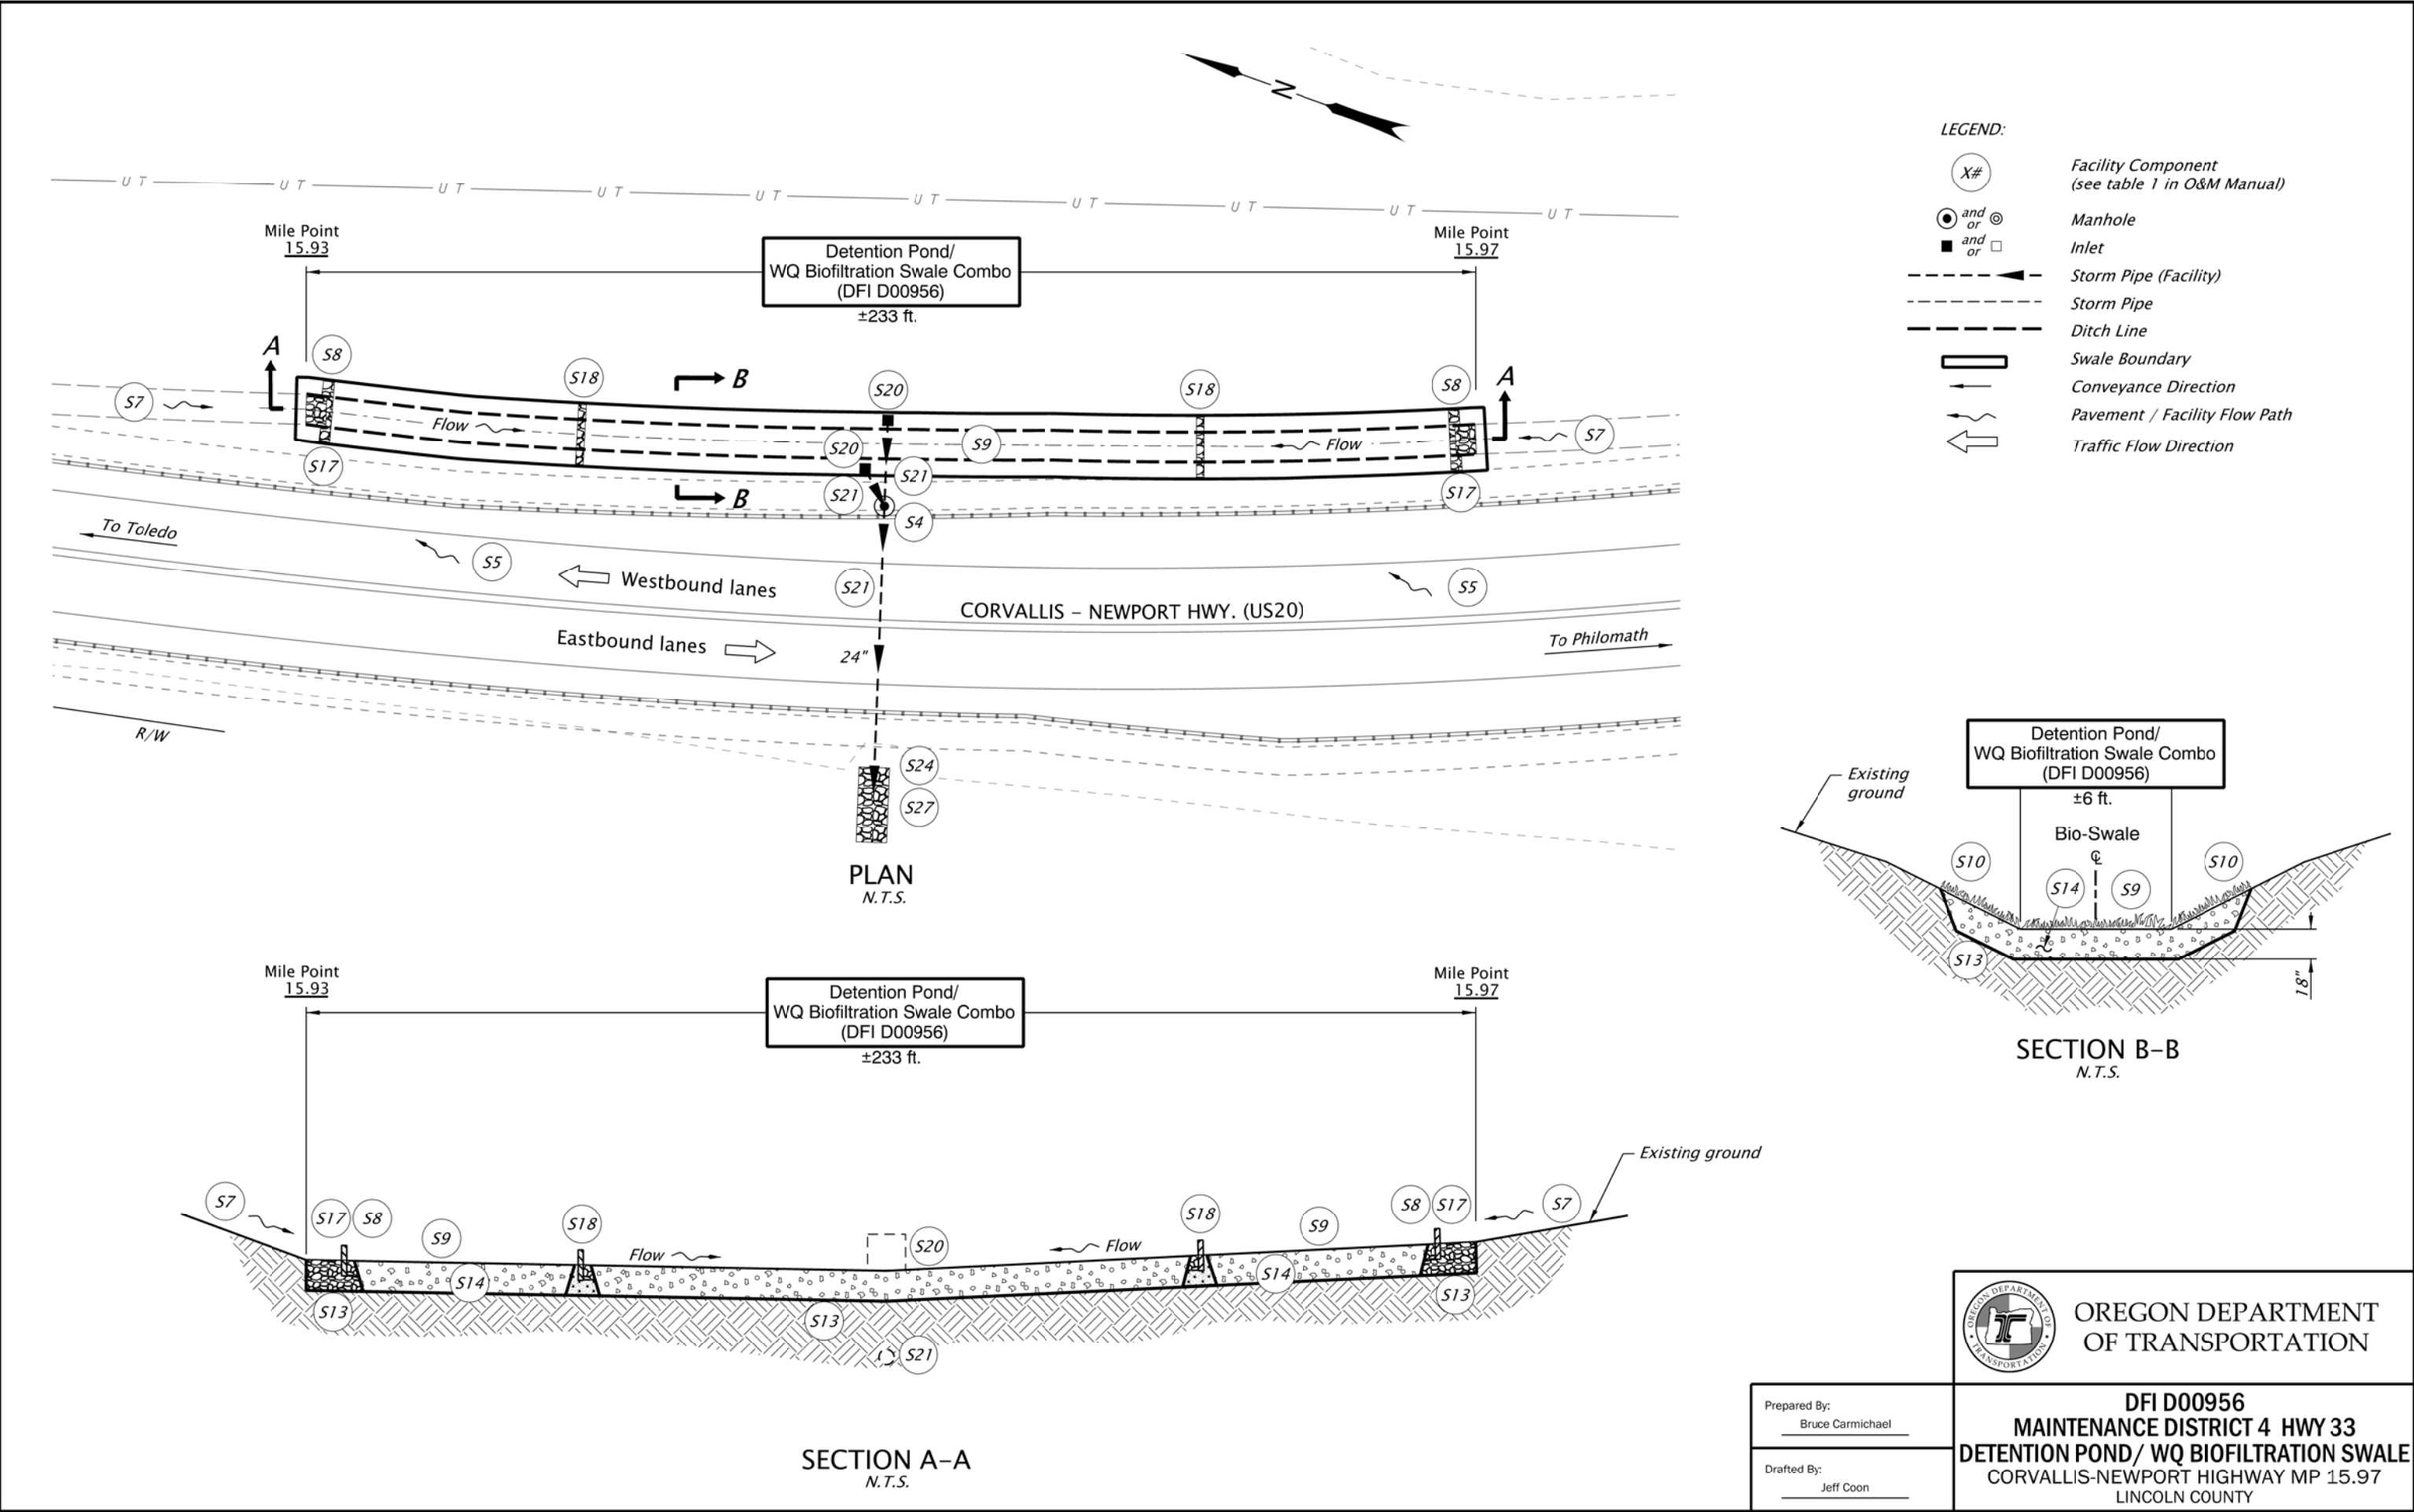 N
LEGEND:
X#
Facility Component
(see table 1 in O&M Manual)
and
or
Manhole
and
or
Inlet
Storm Pipe (Facility)
Storm Pipe
Ditch Line
Swale Boundary
Conveyance Direction
Pavement / Facility Flow Path
Traffic Flow Direction
U T U T U T U T U T U T U T U T U T U T
Mile Point
15.93
Detention Pond/
WQ Biofiltration Swale Combo
(DFI D00956)
±233 ft.
Mile Point
15.97
A
S8
S18
B
S20
S18
S8
A
S7
Flow
S20
S9
Flow
S7
S17
S21
S21
B
S17
S4
To Toledo
S5
Westbound lanes
S21
S5
CORVALLIS – NEWPORT HWY. (US20)
Eastbound lanes
24"
To Philomath
R/W
S24
S27
PLAN
N.T.S.
Detention Pond/
WQ Biofiltration Swale Combo
(DFI D00956)
±6 ft.
Existing
ground
Bio-Swale
CL
S10
S14
S9
S10
S13
18"
SECTION B–B
N.T.S.
Mile Point
15.93
Detention Pond/
WQ Biofiltration Swale Combo
(DFI D00956)
±233 ft.
Mile Point
15.97
Existing ground
S7
S17
S8
S9
S18
Flow
S20
Flow
S18
S9
S8
S17
S7
S14
S14
S13
S13
S13
S21
SECTION A–A
N.T.S.
OREGON DEPARTMENT OF TRANSPORTATION
OREGON DEPARTMENT
OF TRANSPORTATION
Prepared By:
Bruce Carmichael
Drafted By:
Jeff Coon
DFI D00956
MAINTENANCE DISTRICT 4 HWY 33
DETENTION POND/ WQ BIOFILTRATION SWALE
CORVALLIS-NEWPORT HIGHWAY MP 15.97
LINCOLN COUNTY